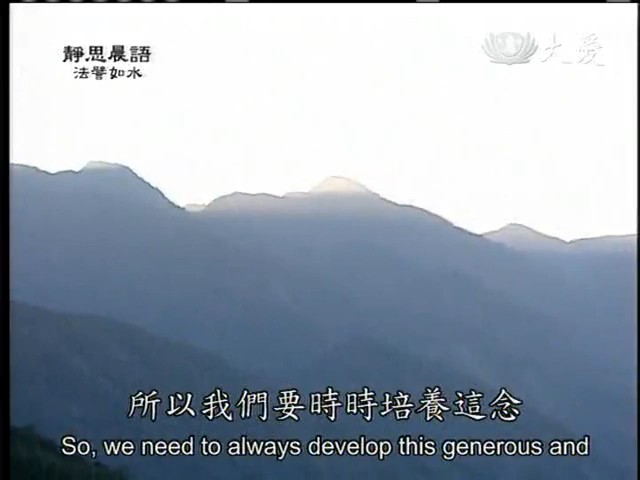 靜思晨語
法譬如水
大愛
所以我們要時時培養這念
So, we need to always develop this generous and